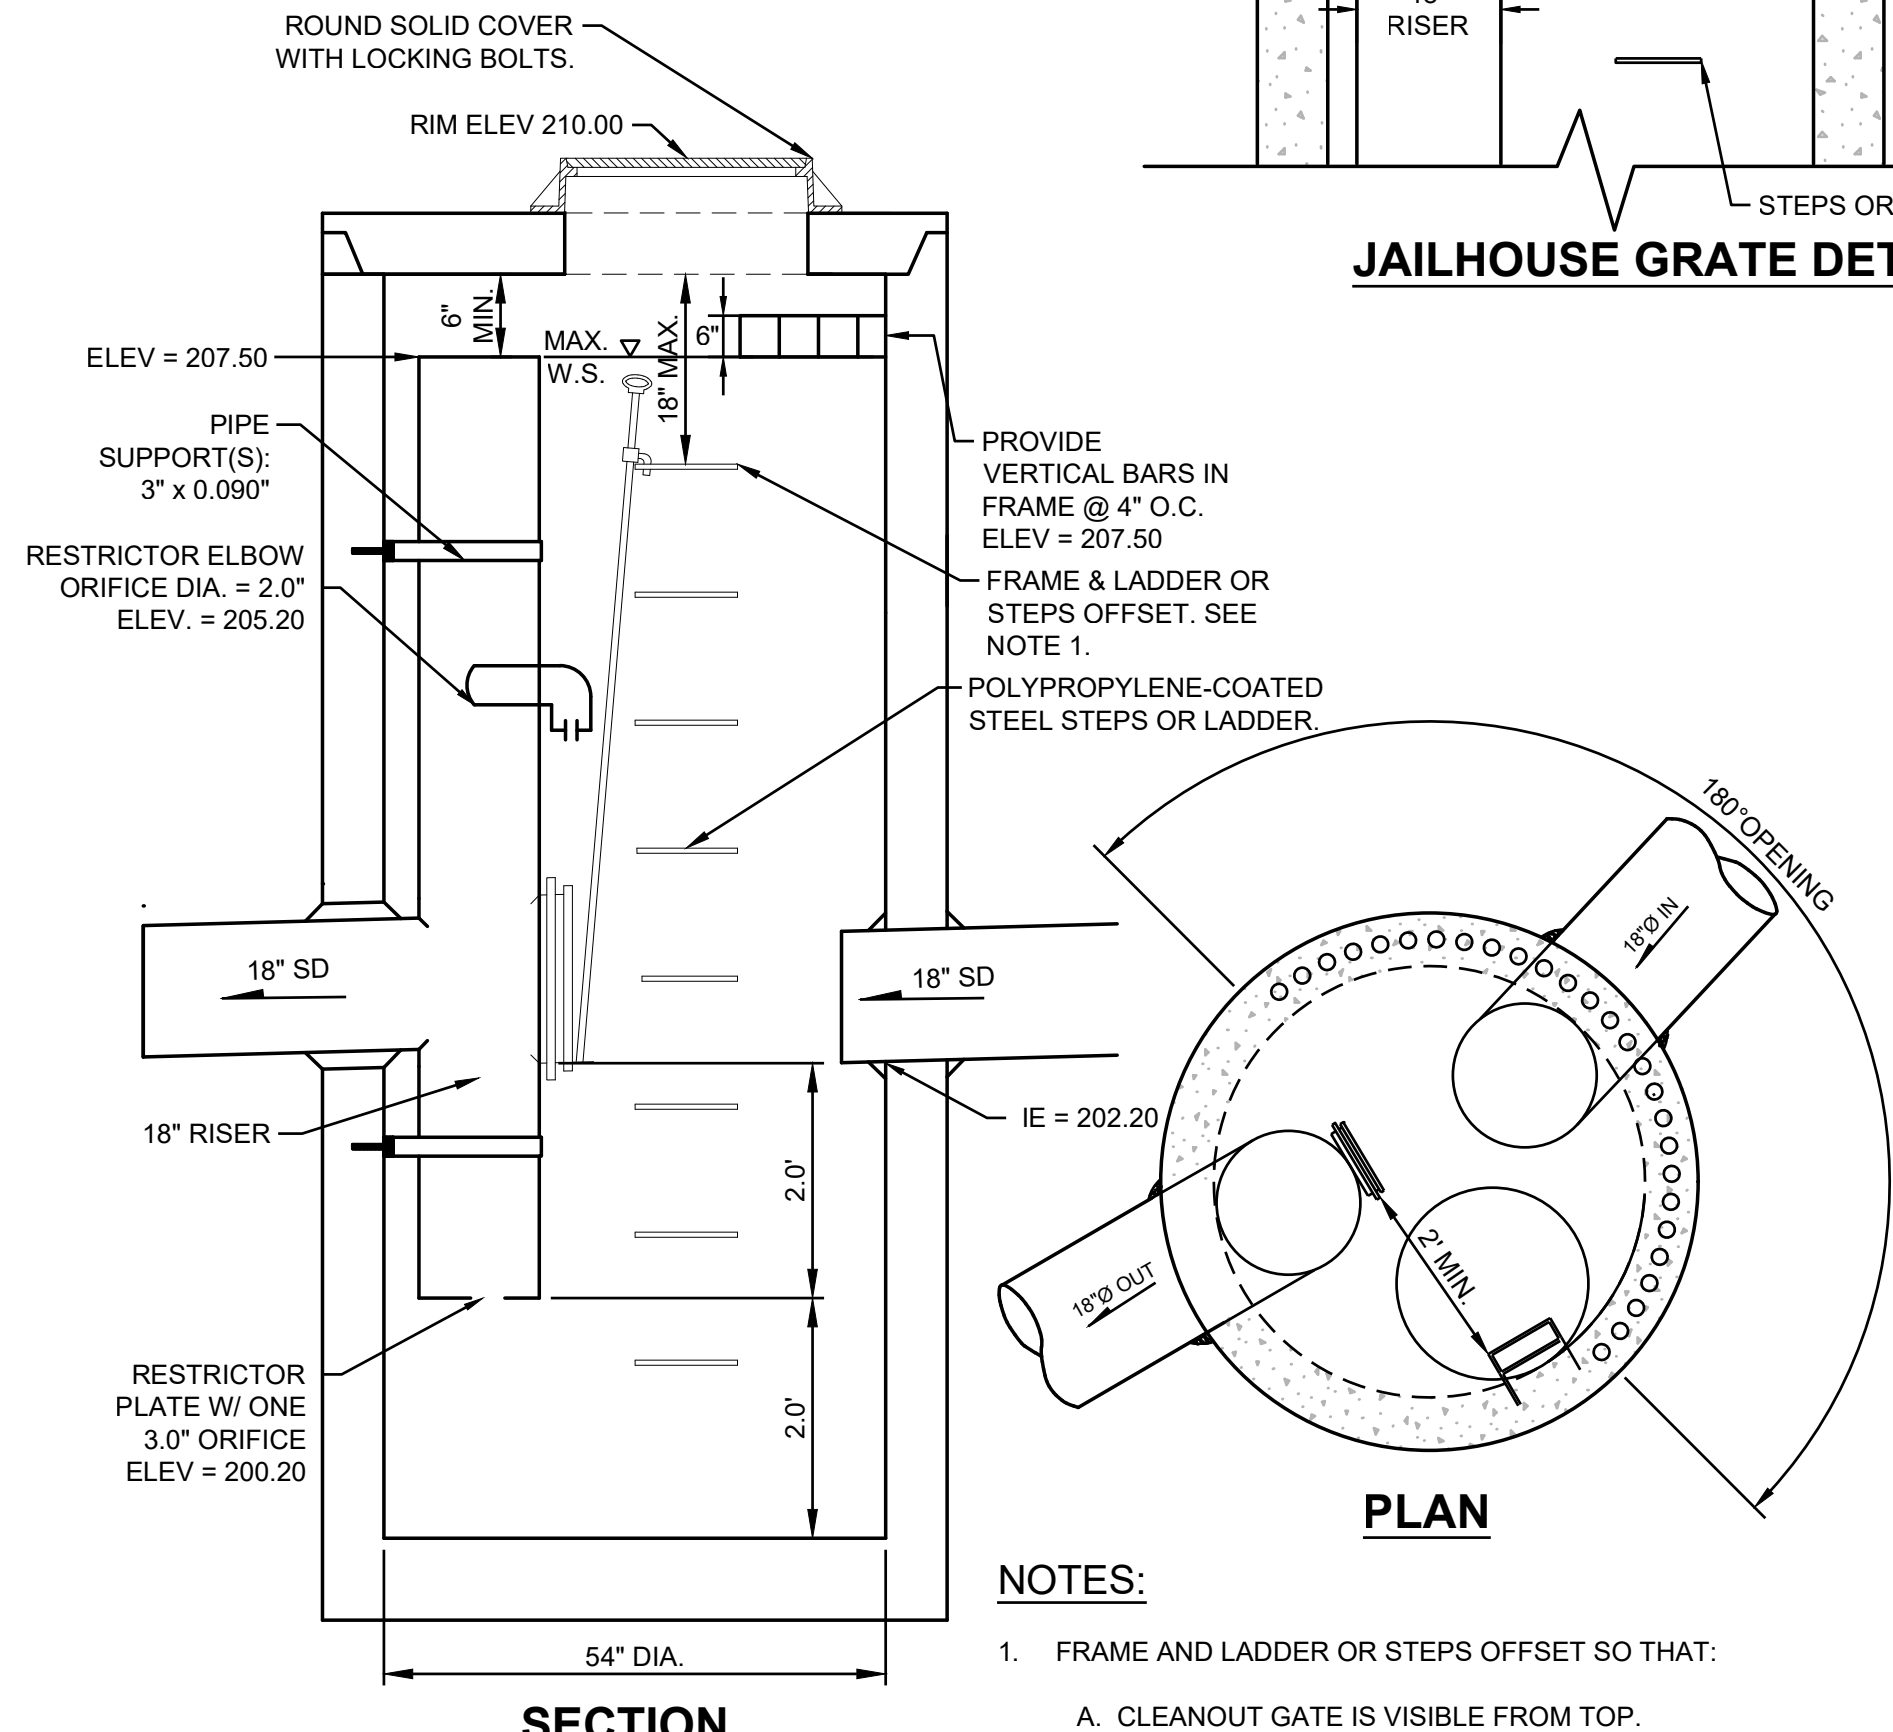 ROUND SOLID COVER
WITH LOCKING BOLTS.
RIM ELEV 210.00
6"
MIN.
MAX.
W.S.
18" MAX.
6"
ELEV = 207.50
PIPE
SUPPORT(S):
3" x 0.090"
RESTRICTOR ELBOW
ORIFICE DIA. = 2.0"
ELEV. = 205.20
PROVIDE
VERTICAL BARS IN
FRAME @ 4" O.C.
ELEV = 207.50
FRAME & LADDER OR
STEPS OFFSET. SEE
NOTE 1.
POLYPROPYLENE-COATED
STEEL STEPS OR LADDER.
18" SD
18" SD
18" RISER
IE = 202.20
2.0'
2.0'
RESTRICTOR
PLATE W/ ONE
3.0" ORIFICE
ELEV = 200.20
54" DIA.
SECTION
RISER
STEPS OR
JAILHOUSE GRATE DET
180°OPENING
18"Ø IN
18"Ø OUT
2' MIN.
PLAN
NOTES:
1. FRAME AND LADDER OR STEPS OFFSET SO THAT:
A. CLEANOUT GATE IS VISIBLE FROM TOP.